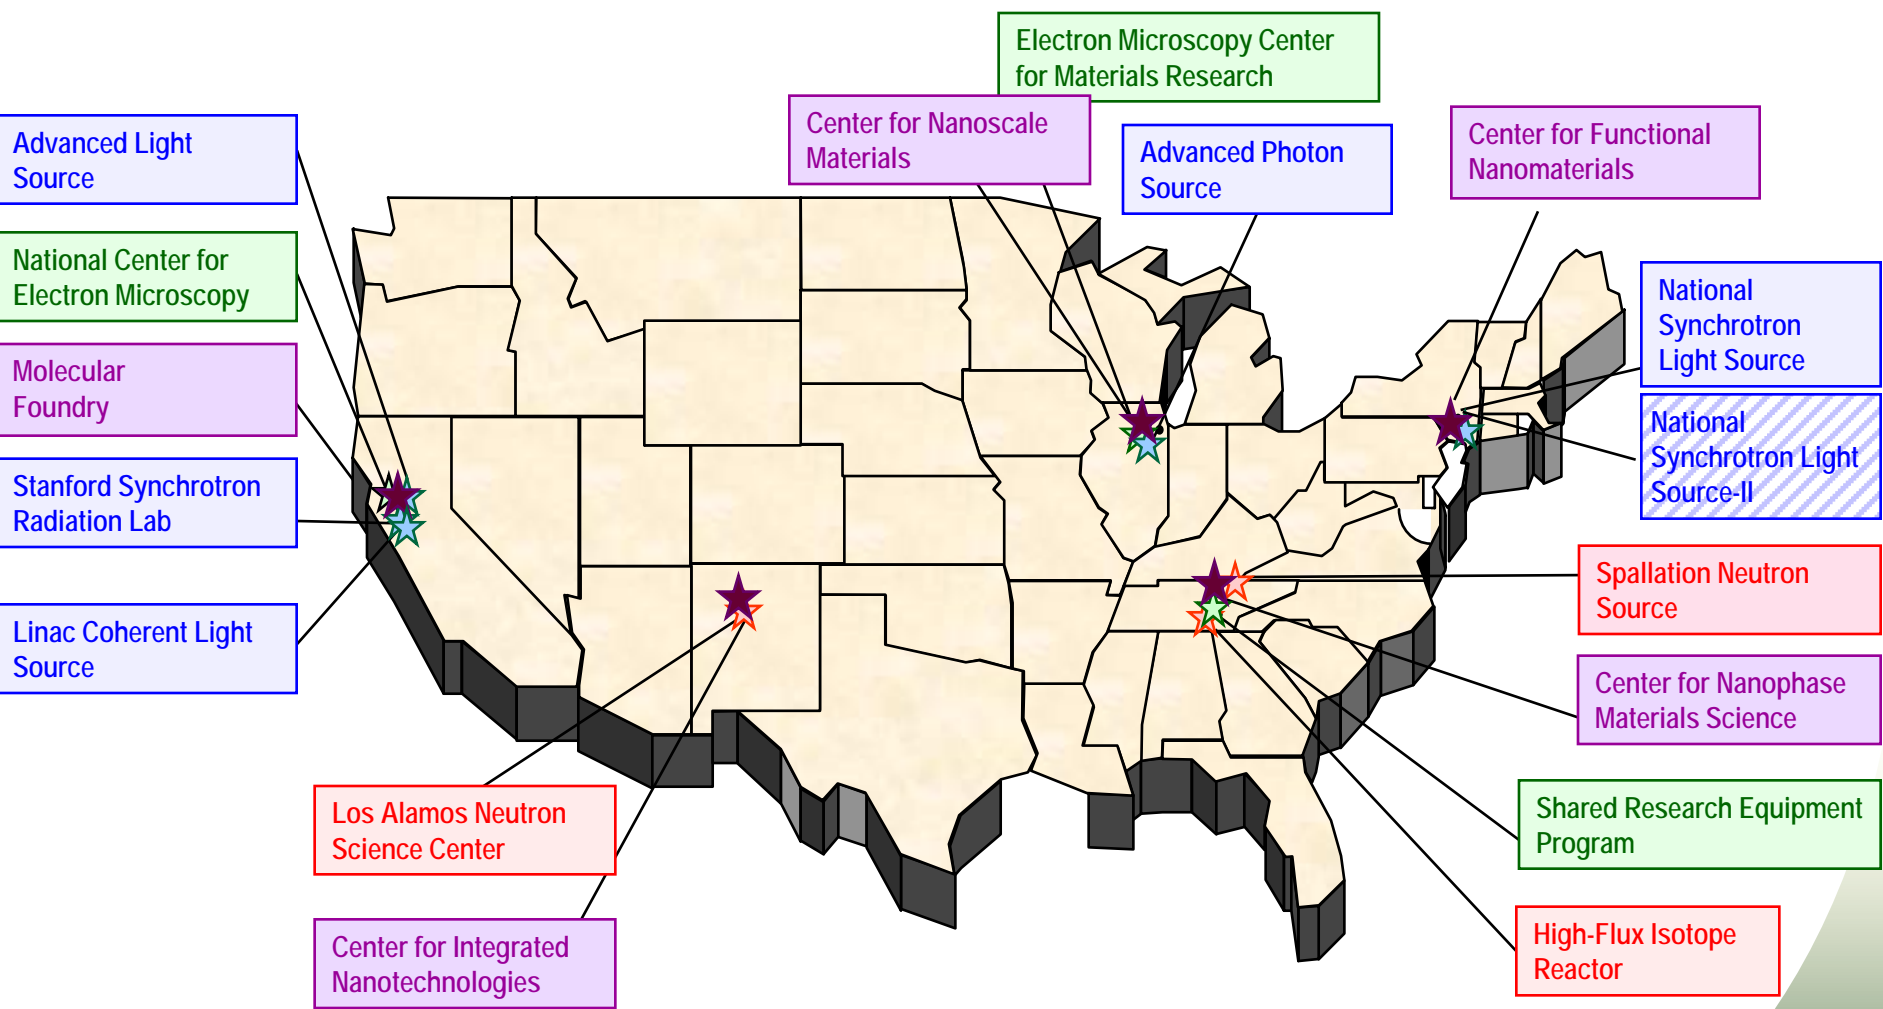 Electron Microscopy Center
for Materials Research
Center for Nanoscale
Materials
Advanced Photon
Source
Center for Functional
Nanomaterials
Advanced Light
Source
National Center for
Electron Microscopy
Molecular
Foundry
Stanford Synchrotron
Radiation Lab
Linac Coherent Light
Source
National
Synchrotron
Light Source
National
Synchrotron Light
Source-II
Spallation Neutron
Source
Center for Nanophase
Materials Science
Shared Research Equipment
Program
High-Flux Isotope
Reactor
Los Alamos Neutron
Science Center
Center for Integrated
Nanotechnologies